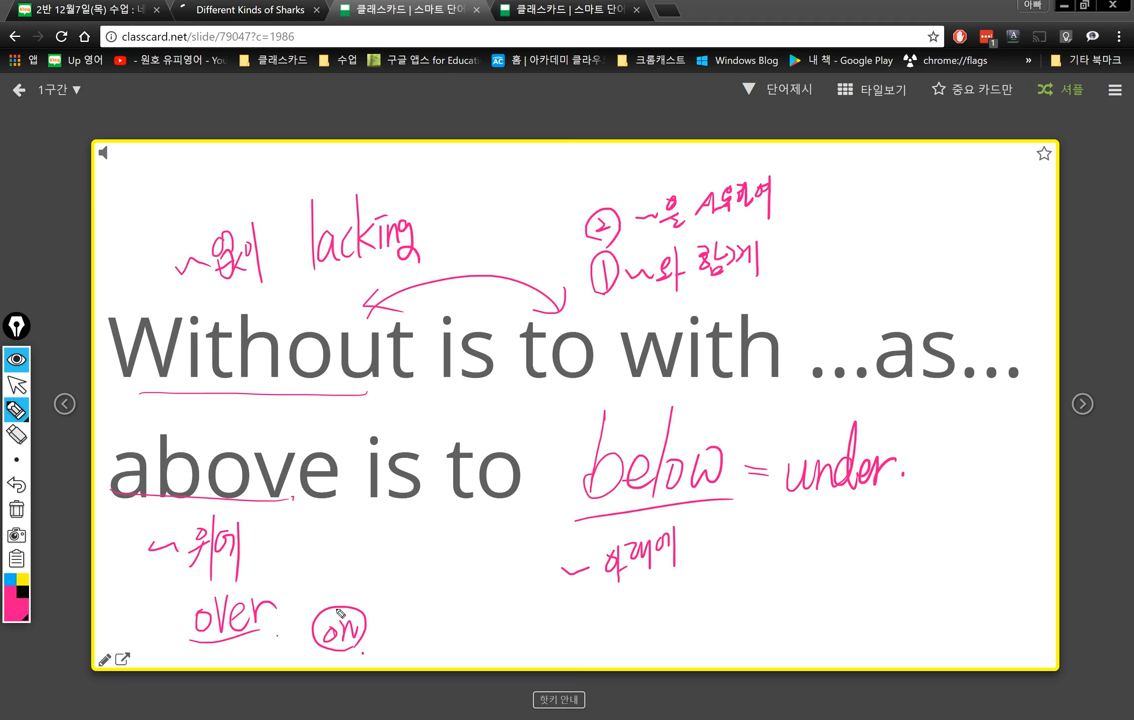 2반 12월7일(목) 수업 : 네
Different Kinds of Sharks
클래스카드 | 스마트 단어
클래스카드 | 스마트 단어
아빠
classcard.net/slide/79047?c=1986
앱
Up 영어
- 원호 유피영어 - You
클래스카드
수업
구글 앱스 for Educati
홈 | 아카데미 클라우
크롬캐스트
Windows Blog
내 책 - Google Play
chrome://flags
»
기타 북마크
1구간 ▼
단어제시
타일보기
중요 카드만
셔플
② ~을 사용하여
~없이 lacking
① ~와 함께
Without is to with ...as...
above is to below = under.
~위에
~아래에
over on
핫키 안내